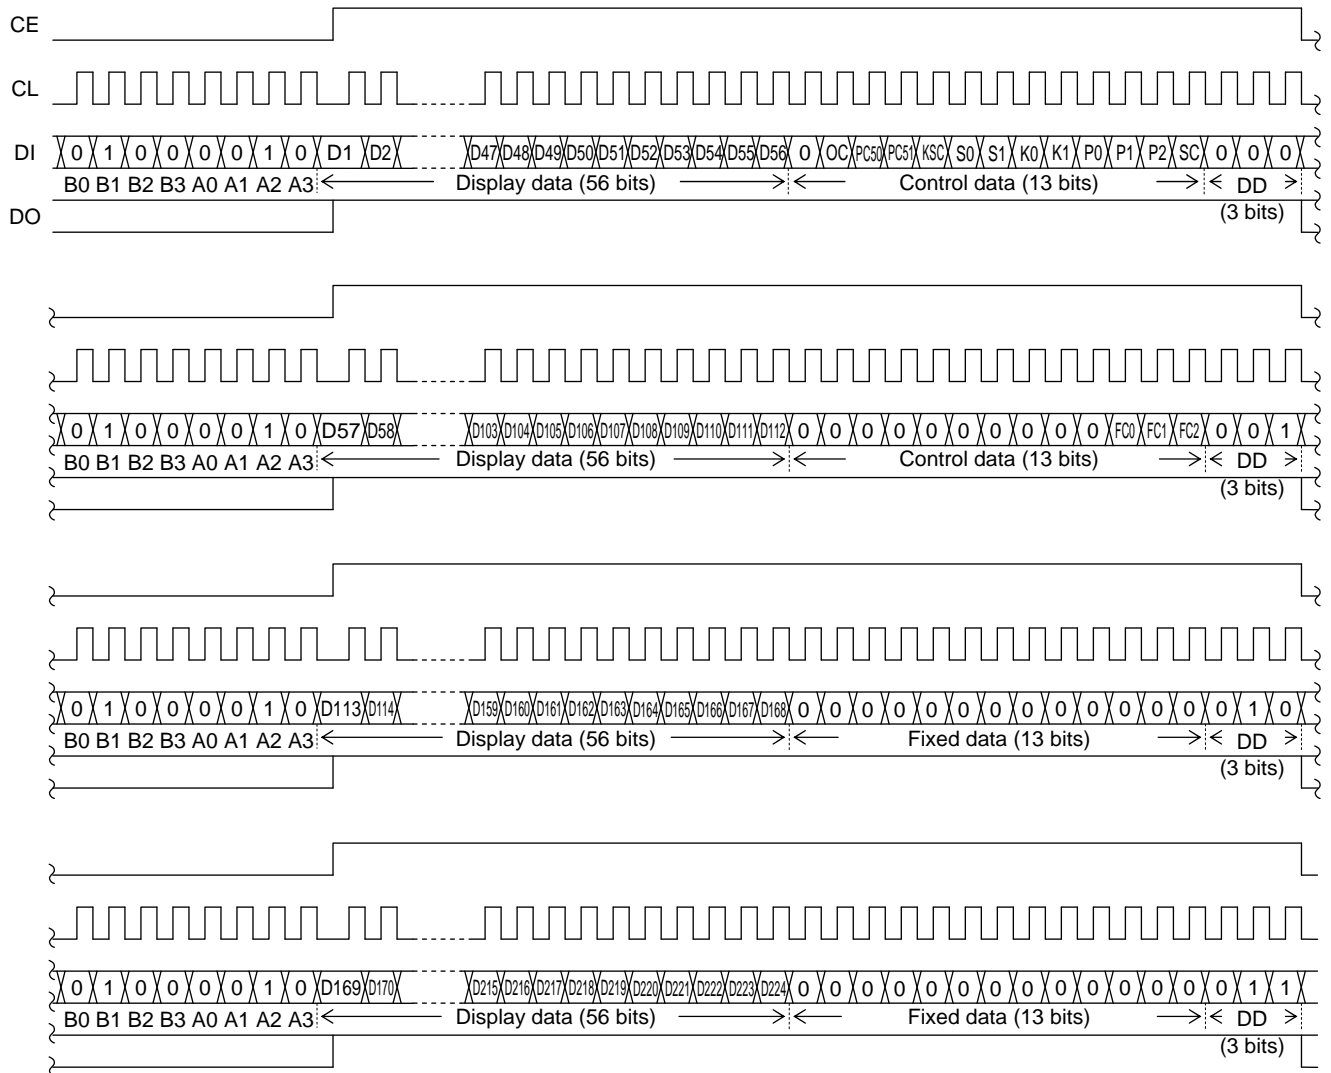 CE
CL
DI 0 1 0 0 0 0 1 0 D1 D2 D47 D48 D49 D50 D51 D52 D53 D54 D55 D56 0 OC PC50 PC51 KSC S0 S1 K0 K1 P0 P1 P2 SC 0 0 0
B0 B1 B2 B3 A0 A1 A2 A3 Display data (56 bits) Control data (13 bits) DD
DO (3 bits)
0 1 0 0 0 0 1 0 D57 D58 D103 D104 D105 D106 D107 D108 D109 D110 D111 D112 0 0 0 0 0 0 0 0 0 0 FC0 FC1 FC2 0 0 1
B0 B1 B2 B3 A0 A1 A2 A3 Display data (56 bits) Control data (13 bits) DD
(3 bits)
0 1 0 0 0 0 1 0 D113 D114 D159 D160 D161 D162 D163 D164 D165 D166 D167 D168 0 0 0 0 0 0 0 0 0 0 0 0 0 0 1 0
B0 B1 B2 B3 A0 A1 A2 A3 Display data (56 bits) Fixed data (13 bits) DD
(3 bits)
0 1 0 0 0 0 1 0 D169 D170 D215 D216 D217 D218 D219 D220 D221 D222 D223 D224 0 0 0 0 0 0 0 0 0 0 0 0 0 0 1 1
B0 B1 B2 B3 A0 A1 A2 A3 Display data (56 bits) Fixed data (13 bits) DD
(3 bits)